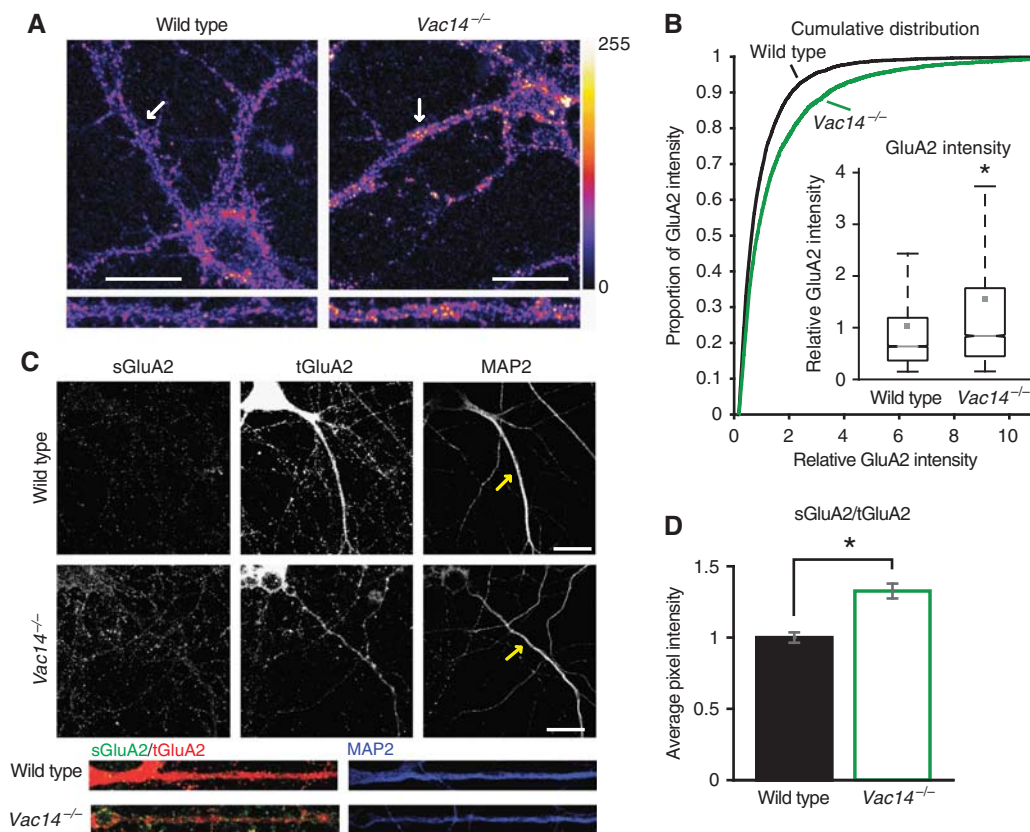 A
Wild type
Vac14−/−
255
0
B
Cumulative distribution
Wild type
Vac14−/−
Proportion of GluA2 intensity
1
0.9
0.8
0.7
0.6
0.5
0.4
0.3
0.2
0.1
0
0 2 4 6 8 10
Relative GluA2 intensity
GluA2 intensity
*
Relative GluA2 intensity
4
3
2
1
0
Wild type
Vac14−/−
C
sGluA2
tGluA2
MAP2
Wild type
Vac14−/−
sGluA2/tGluA2
MAP2
Wild type
Vac14−/−
D
sGluA2/tGluA2
*
Average pixel intensity
1.5
1
0.5
0
Wild type
Vac14−/−